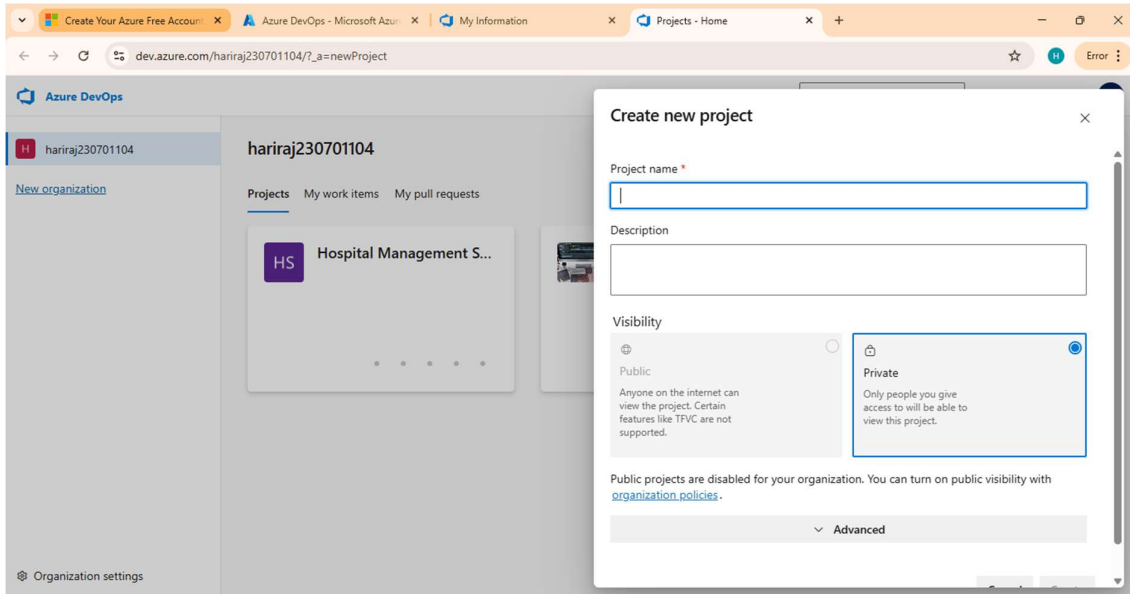 Create Your Azure Free Account
Azure DevOps - Microsoft Azur
My Information
Projects - Home
dev.azure.com/hariraj230701104/?_a=newProject
H
Error
Azure DevOps
H hariraj230701104
New organization
hariraj230701104
Projects My work items My pull requests
HS Hospital Management S...
Organization settings
Create new project
Project name *
Description
Visibility
Public
Anyone on the internet can
view the project. Certain
features like TFVC are not
supported.
Private
Only people you give
access to will be able to
view this project.
Public projects are disabled for your organization. You can turn on public visibility with
organization policies.
Advanced